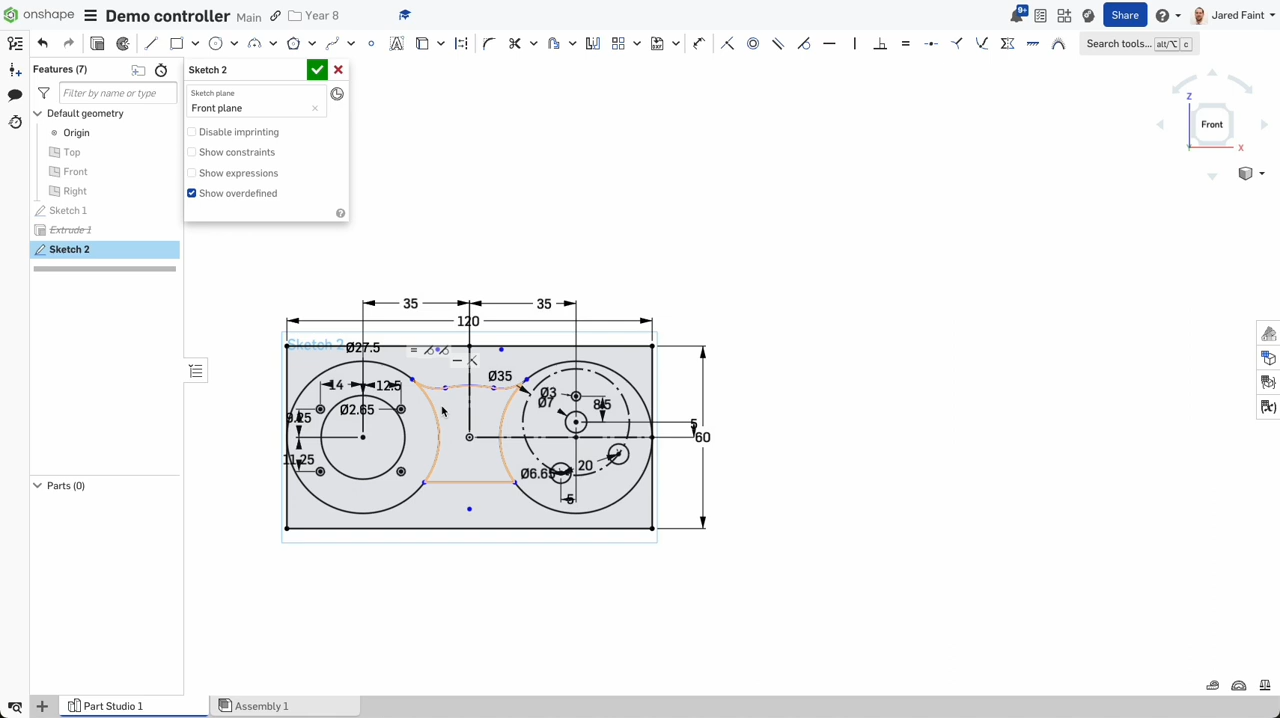 onshape
Demo controller
Main
Year 8
9+
Share
Jared Faint
Search tools...
alt/⌥
c
Features (7)
Filter by name or type
Default geometry
Origin
Top
Front
Right
Sketch 1
Extrude 1
Sketch 2
Parts (0)
Sketch 2
Sketch plane
Front plane
Disable imprinting
Show constraints
Show expressions
Show overdefined
Z
Front
X
35
35
120
Sketch 2
Ø27.5
14
12.5
Ø35
Ø3
Ø7
8.5
Ø2.65
5
60
11.25
Ø6.65
20
5
Part Studio 1
Assembly 1